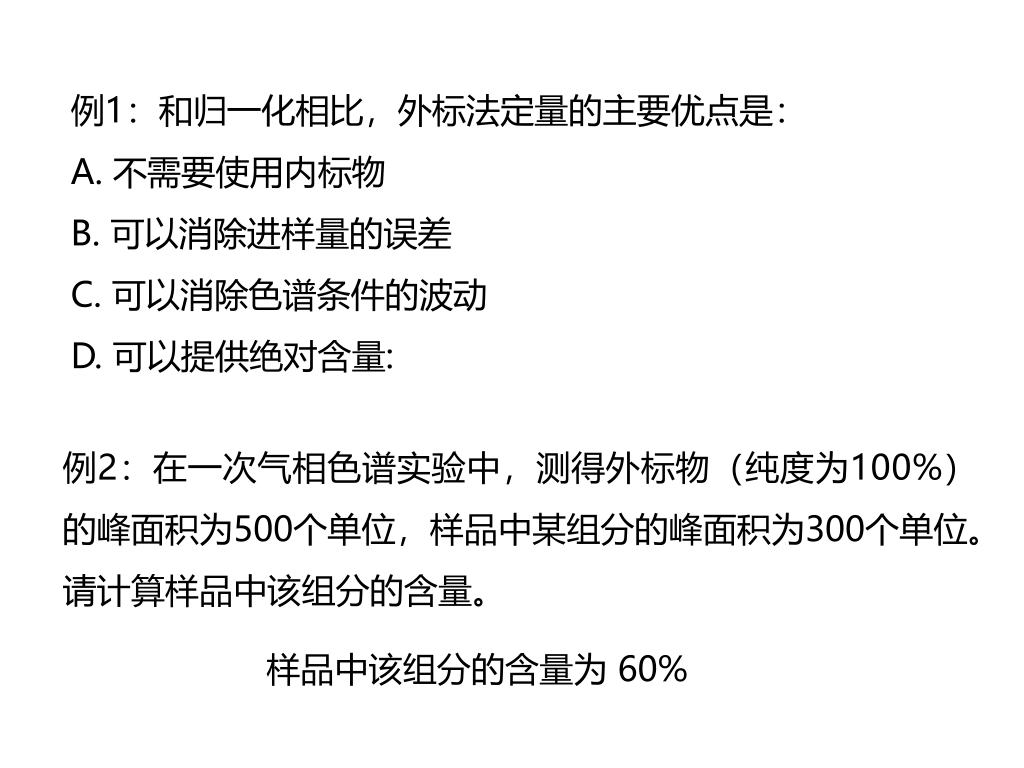 例1：和归一化相比，外标法定量的主要优点是：
A. 不需要使用内标物
B. 可以消除进样量的误差
C. 可以消除色谱条件的波动
D. 可以提供绝对含量:
例2：在一次气相色谱实验中，测得外标物（纯度为100%）
的峰面积为500个单位，样品中某组分的峰面积为300个单位。
请计算样品中该组分的含量。
样品中该组分的含量为 60%